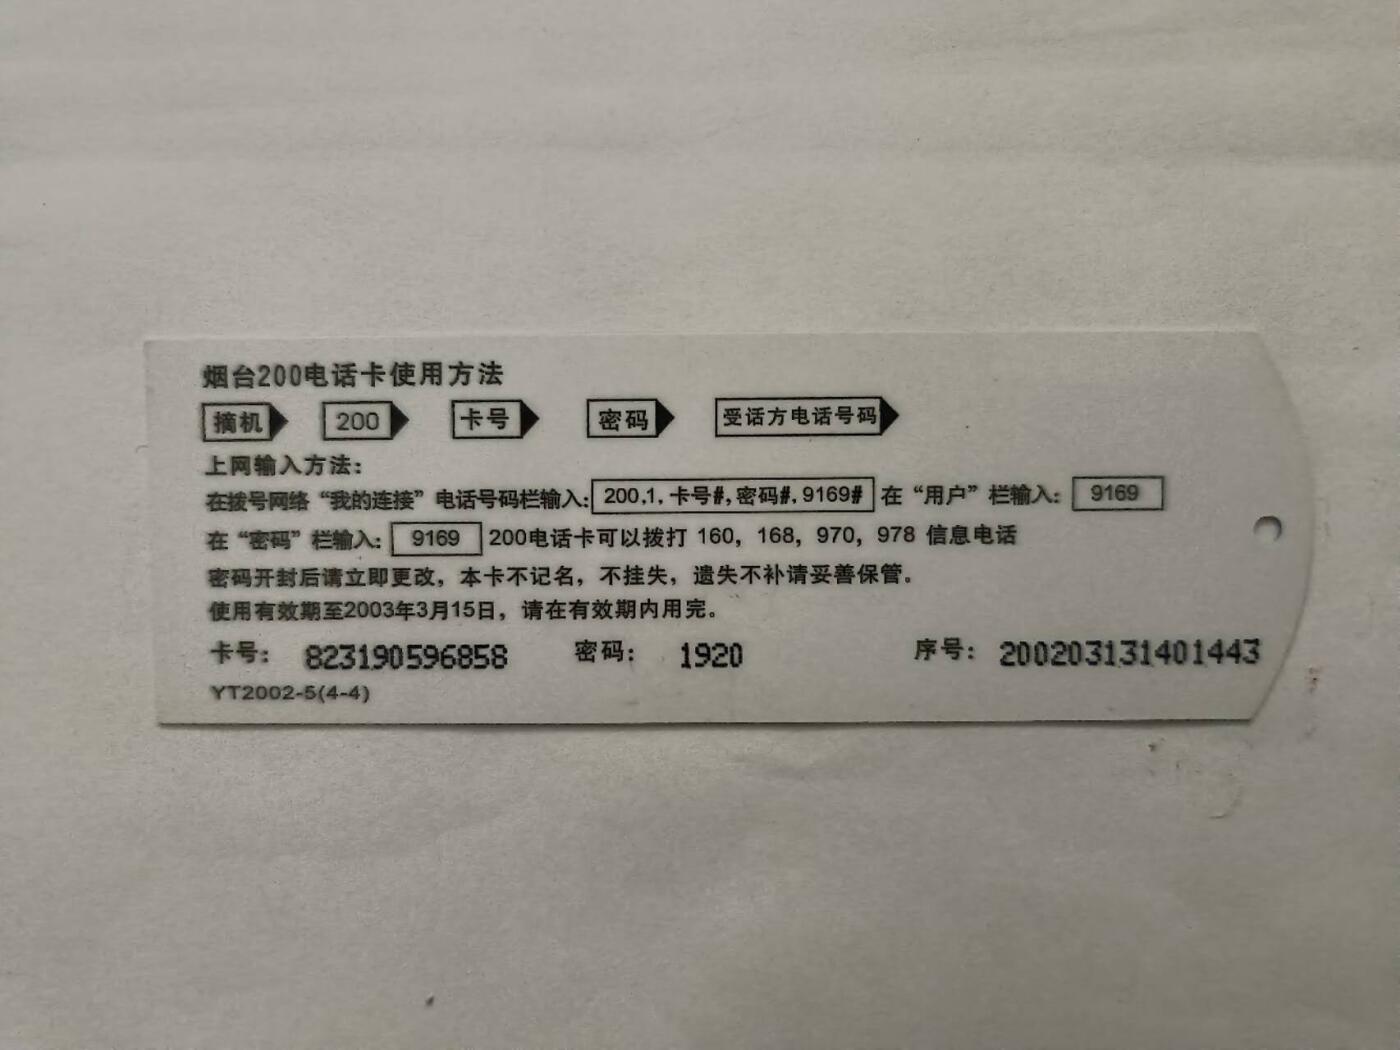 烟台200电话卡使用方法
摘机 200 卡号 密码 受话方电话号码
上网输入方法:
在拨号网络“我的连接”电话号码栏输入: 200,1,卡号#,密码#,9169# 在“用户”栏输入: 9169
在“密码”栏输入: 9169 200电话卡可以拨打 160，168，970，978 信息电话
密码开封后请立即更改，本卡不记名，不挂失，遗失不补请妥善保管。
使用有效期至2003年3月15日，请在有效期内用完。
卡号: 823190596858 密码: 1920 序号: 200203131401443
YT2002-5(4-4)